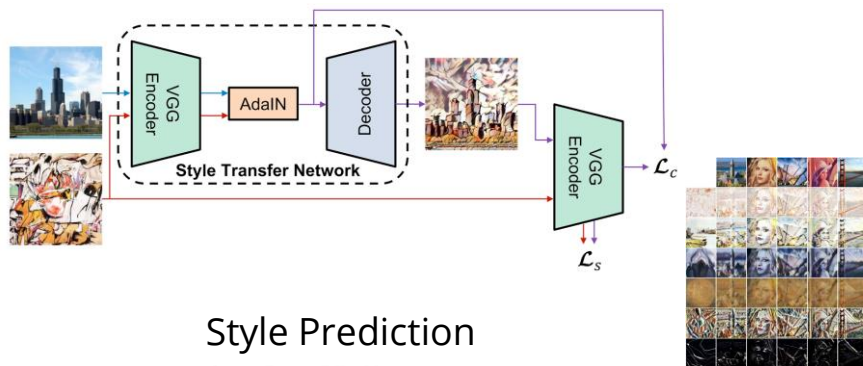 VGG
Encoder
AdaIN
Decoder
Style Transfer Network
VGG
Encoder
ℒc
ℒs
Style Prediction